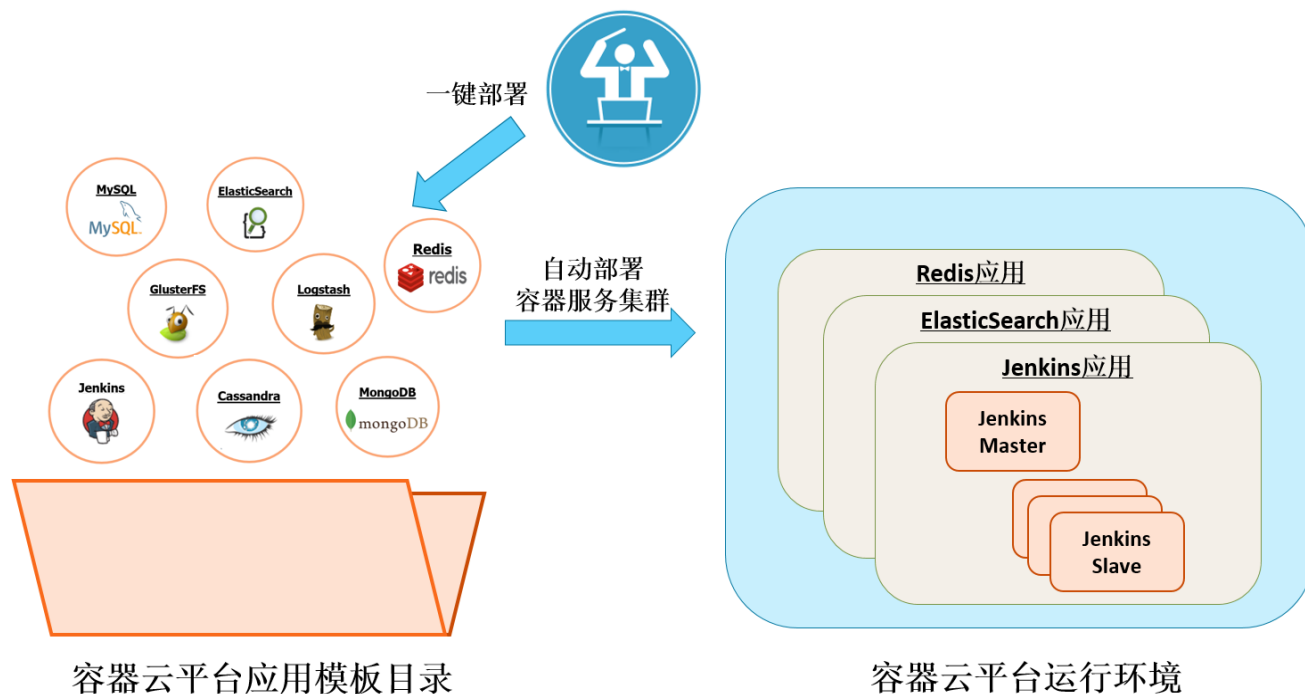 一键部署
MySQL
MySQL
ElasticSearch
Redis
redis
GlusterFS
Logstash
Jenkins
Cassandra
MongoDB
mongoDB
自动部署
容器服务集群
Redis应用
ElasticSearch应用
Jenkins应用
Jenkins
Master
Jenkins
Slave
容器云平台应用模板目录
容器云平台运行环境